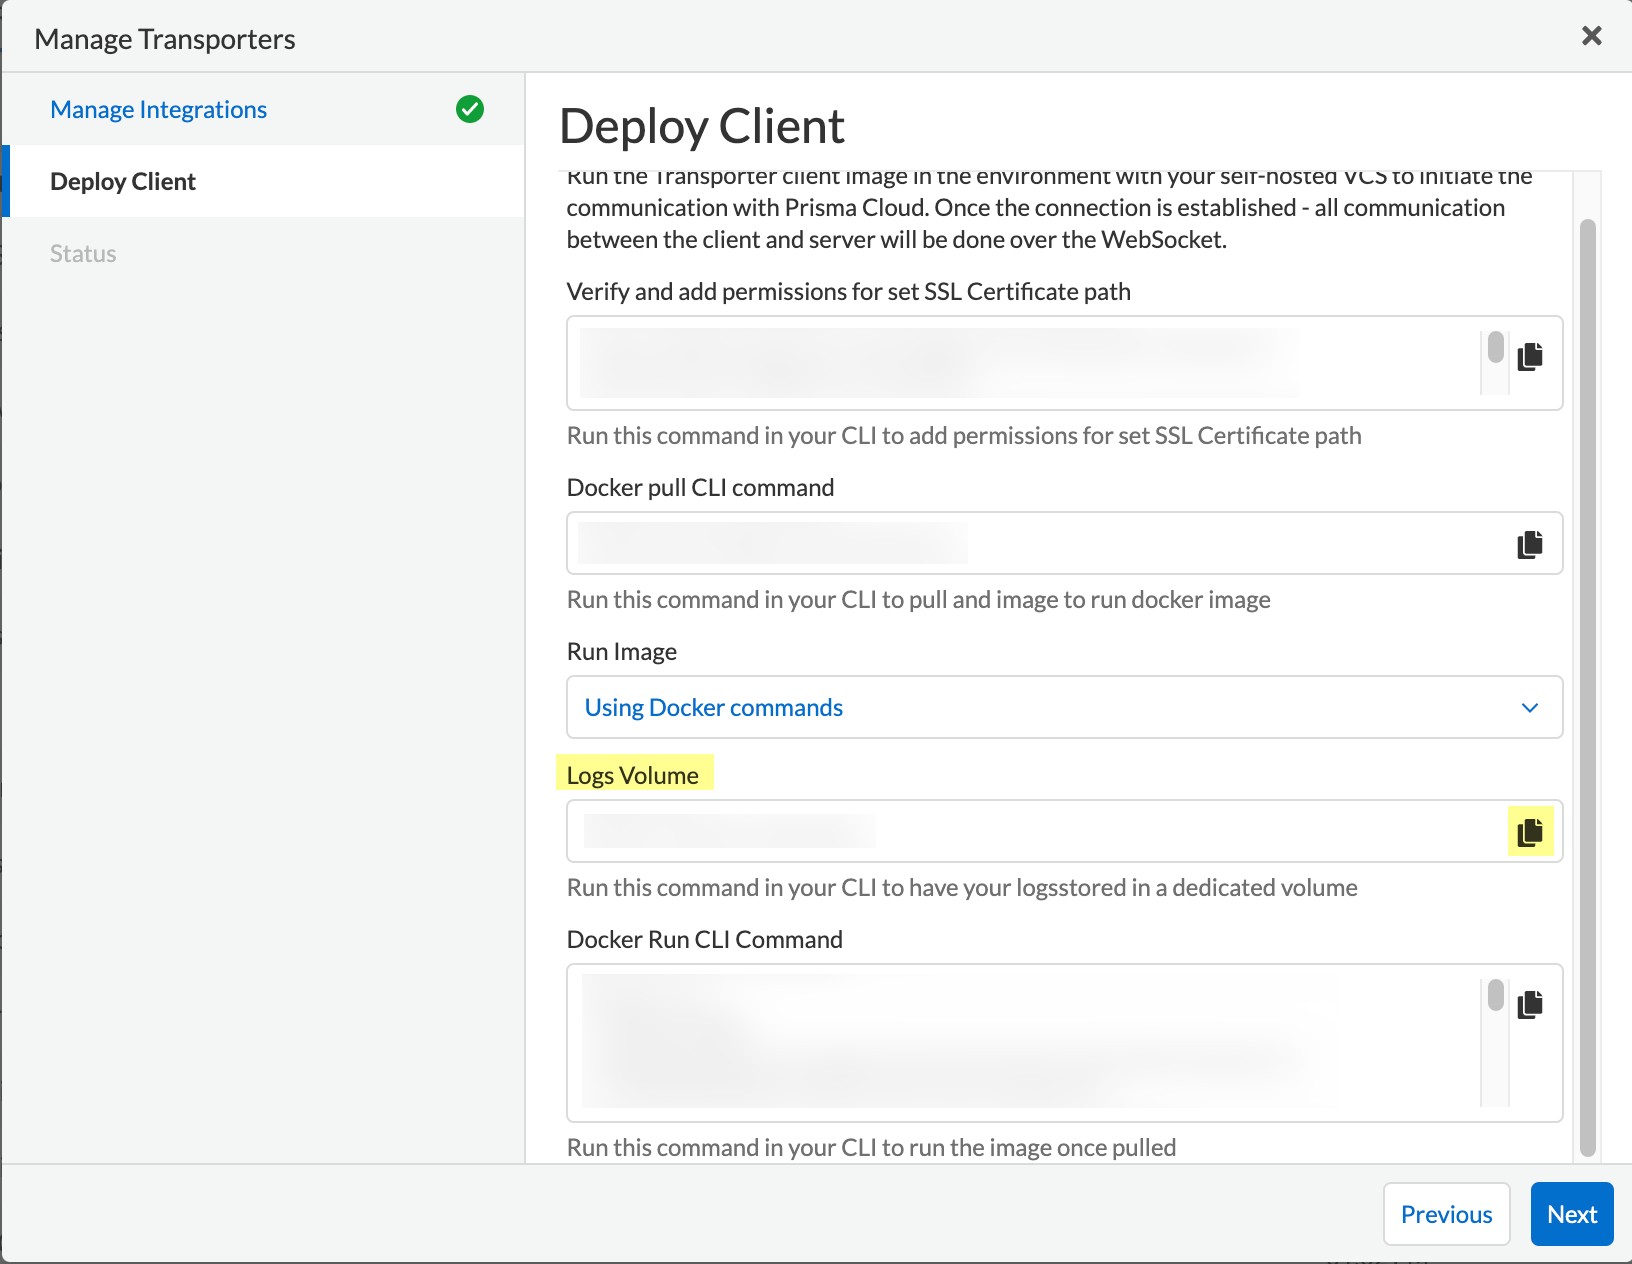 Manage Transporters
Manage Integrations
Deploy Client
Status
Deploy Client
Run the Transporter client image in the environment with your self-hosted VCS to initiate the
communication with Prisma Cloud. Once the connection is established - all communication
between the client and server will be done over the WebSocket.
Verify and add permissions for set SSL Certificate path
Run this command in your CLI to add permissions for set SSL Certificate path
Docker pull CLI command
Run this command in your CLI to pull and image to run docker image
Run Image
Using Docker commands
Logs Volume
Run this command in your CLI to have your logsstored in a dedicated volume
Docker Run CLI Command
Run this command in your CLI to run the image once pulled
Previous
Next